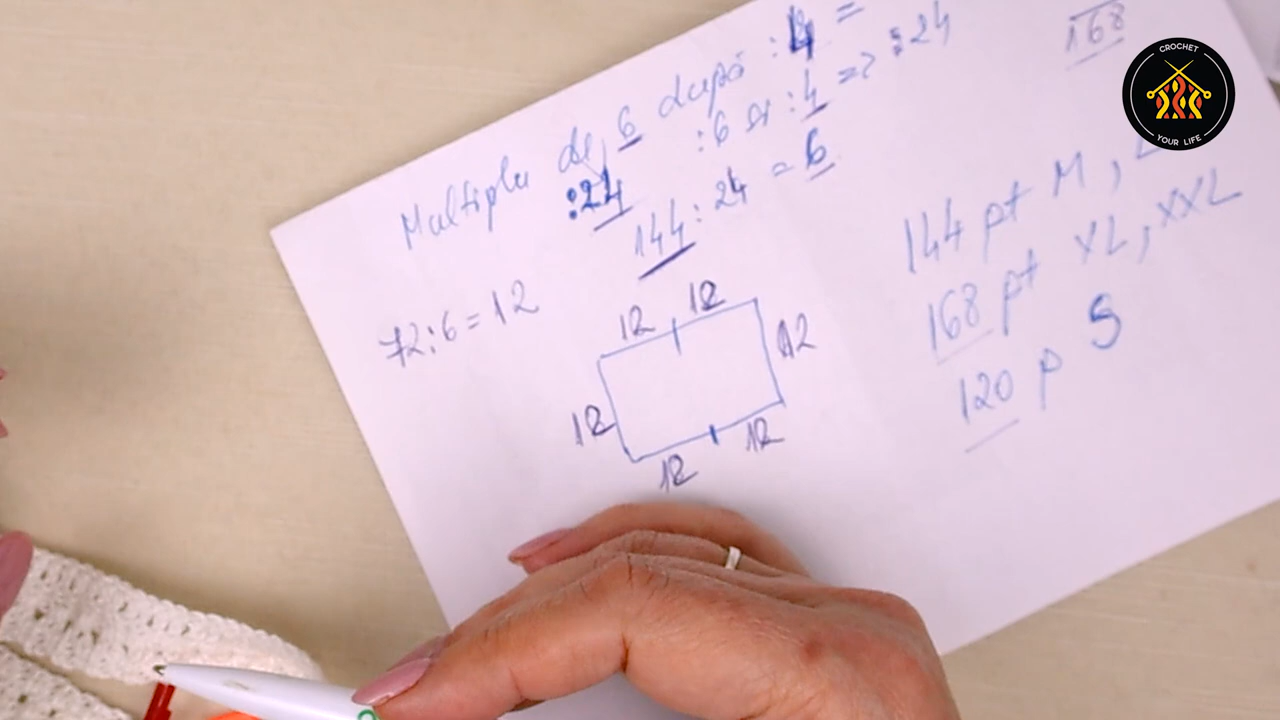 Multiplu de 6 după : 4 =
:24 :6 și :4 => :24
144 : 24 = 6
168
144 pt M, L
168 pt XL, XXL
120 p S
72:6=12
12 12
12
12
12 12
CROCHET
YOUR LIFE